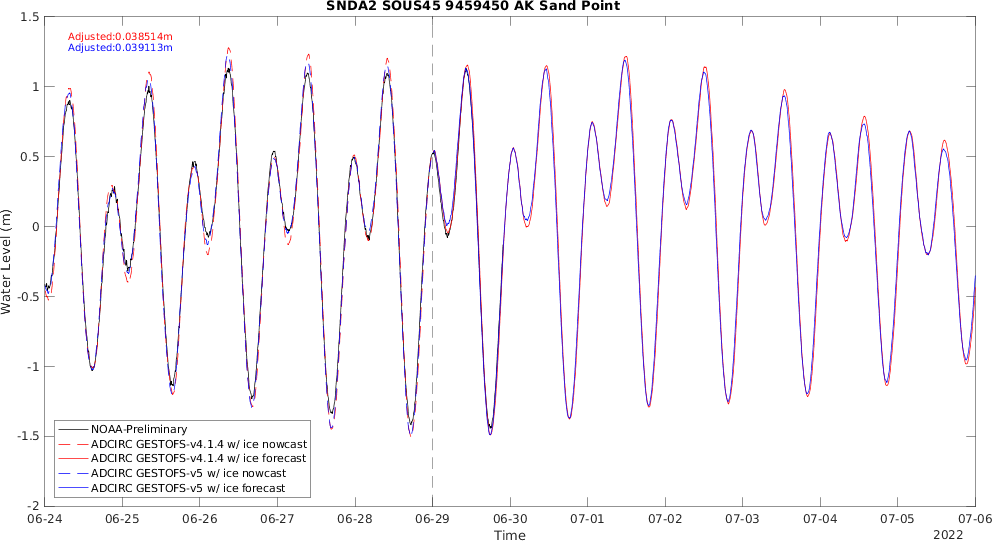 SNDA2 SOUS45 9459450 AK Sand Point
Adjusted:0.038514m
Adjusted:0.039113m
1.5
1
0.5
0
-0.5
-1
-1.5
-2
Water Level (m)
NOAA-Preliminary
ADCIRC GESTOFS-v4.1.4 w/ ice nowcast
ADCIRC GESTOFS-v4.1.4 w/ ice forecast
ADCIRC GESTOFS-v5 w/ ice nowcast
ADCIRC GESTOFS-v5 w/ ice forecast
06-24 06-25 06-26 06-27 06-28 06-29 06-30 07-01 07-02 07-03 07-04 07-05 07-06
Time
2022